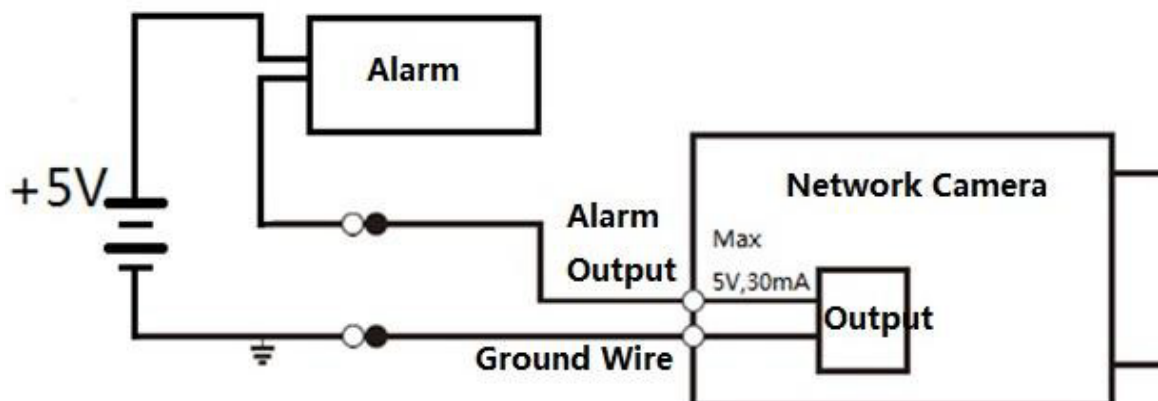 Alarm
+5V
Network Camera
Alarm
Output
Max
5V,30mA
Output
Ground Wire